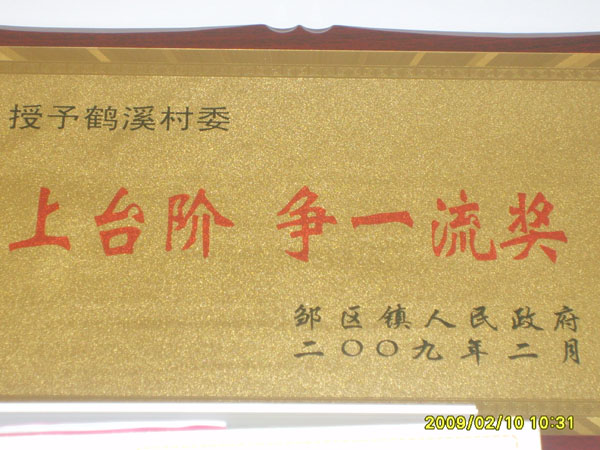 授予鹤溪村委
上台阶 争一流奖
邹区镇人民政府
二〇〇九年二月
2009/02/10 10:31